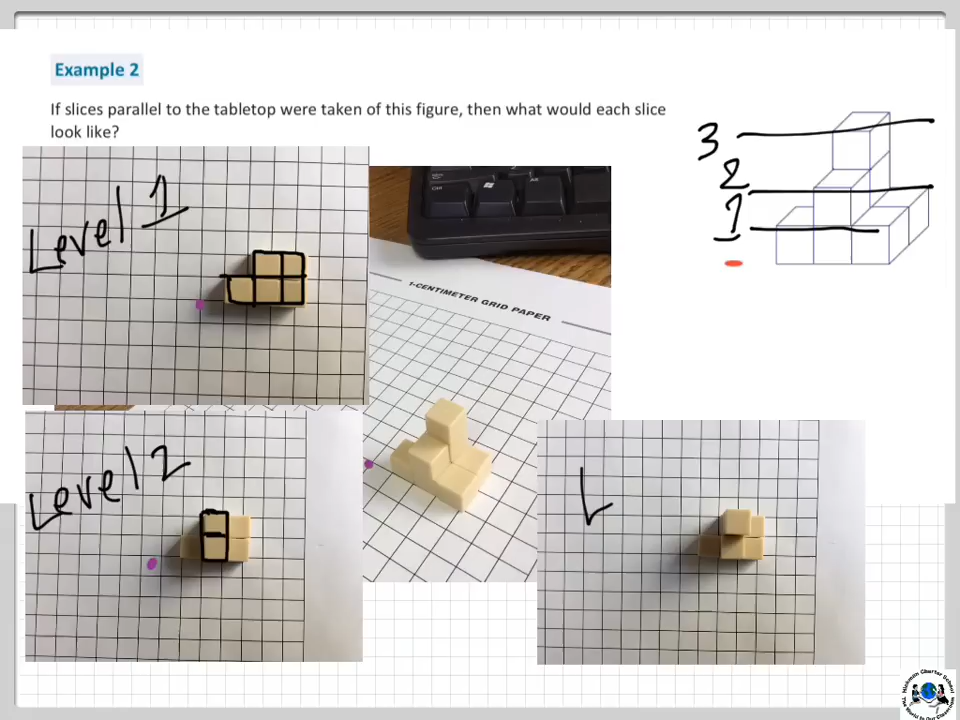 Example 2
If slices parallel to the tabletop were taken of this figure, then what would each slice
look like?
3
2
1
Level 1
1-CENTIMETER GRID PAPER
Level 2
L